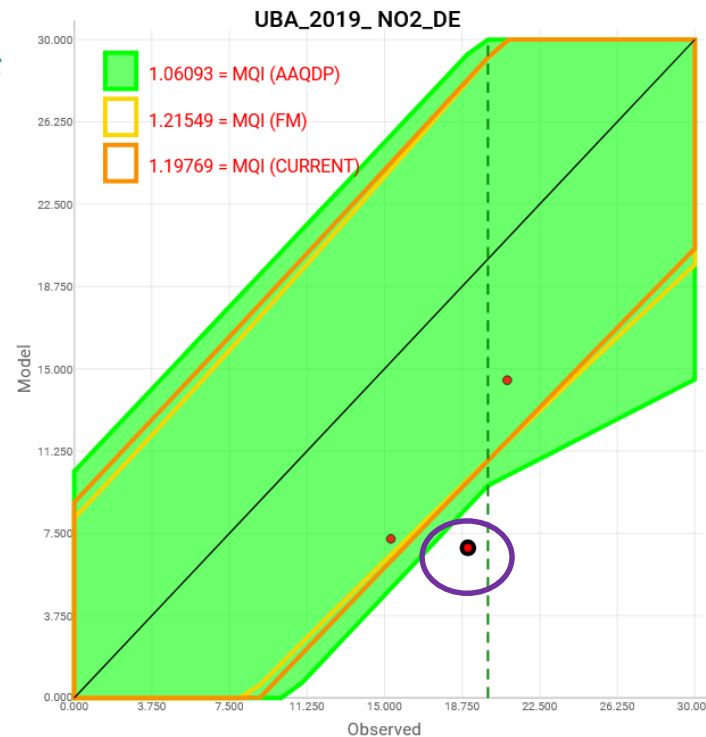 UBA_2019_ NO2_DE
1.06093 = MQI (AAQDP)
1.21549 = MQI (FM)
1.19769 = MQI (CURRENT)
30.000
26.250
22.500
18.750
15.000
11.250
7.500
3.750
0.000
Model
0.000 3.750 7.500 11.250 15.000 18.750 22.500 26.250 30.00
Observed